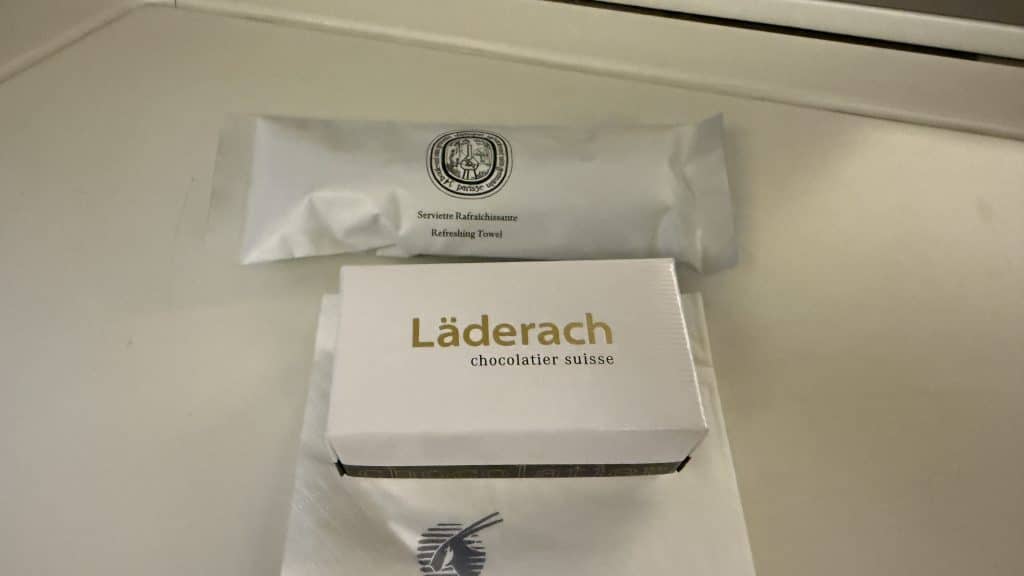 Serviette Rafraîchissante
Refreshing Towel
Läderach
chocolatier suisse